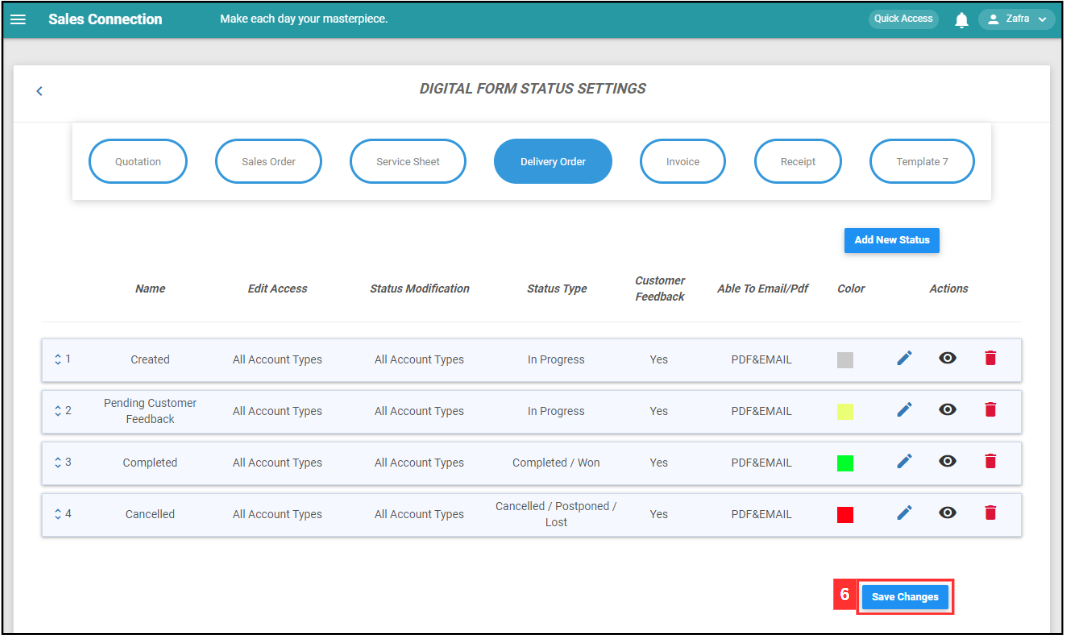 Sales Connection Make each day your masterpiece. Quick Access Zafra
DIGITAL FORM STATUS SETTINGS
Quotation Sales Order Service Sheet Delivery Order Invoice Receipt Template 7
Add New Status
Name Edit Access Status Modification Status Type Customer Feedback Able To Email/Pdf Color Actions
1 Created All Account Types All Account Types In Progress Yes PDF&EMAIL
2 Pending Customer Feedback All Account Types All Account Types In Progress Yes PDF&EMAIL
3 Completed All Account Types All Account Types Completed / Won Yes PDF&EMAIL
4 Cancelled All Account Types All Account Types Cancelled / Postponed / Lost Yes PDF&EMAIL
6 Save Changes